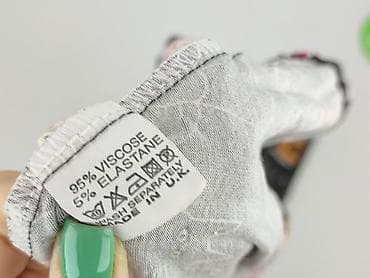 95% VISCOSE
5% ELASTANE
WASH SEPARATELY
IN U.K.